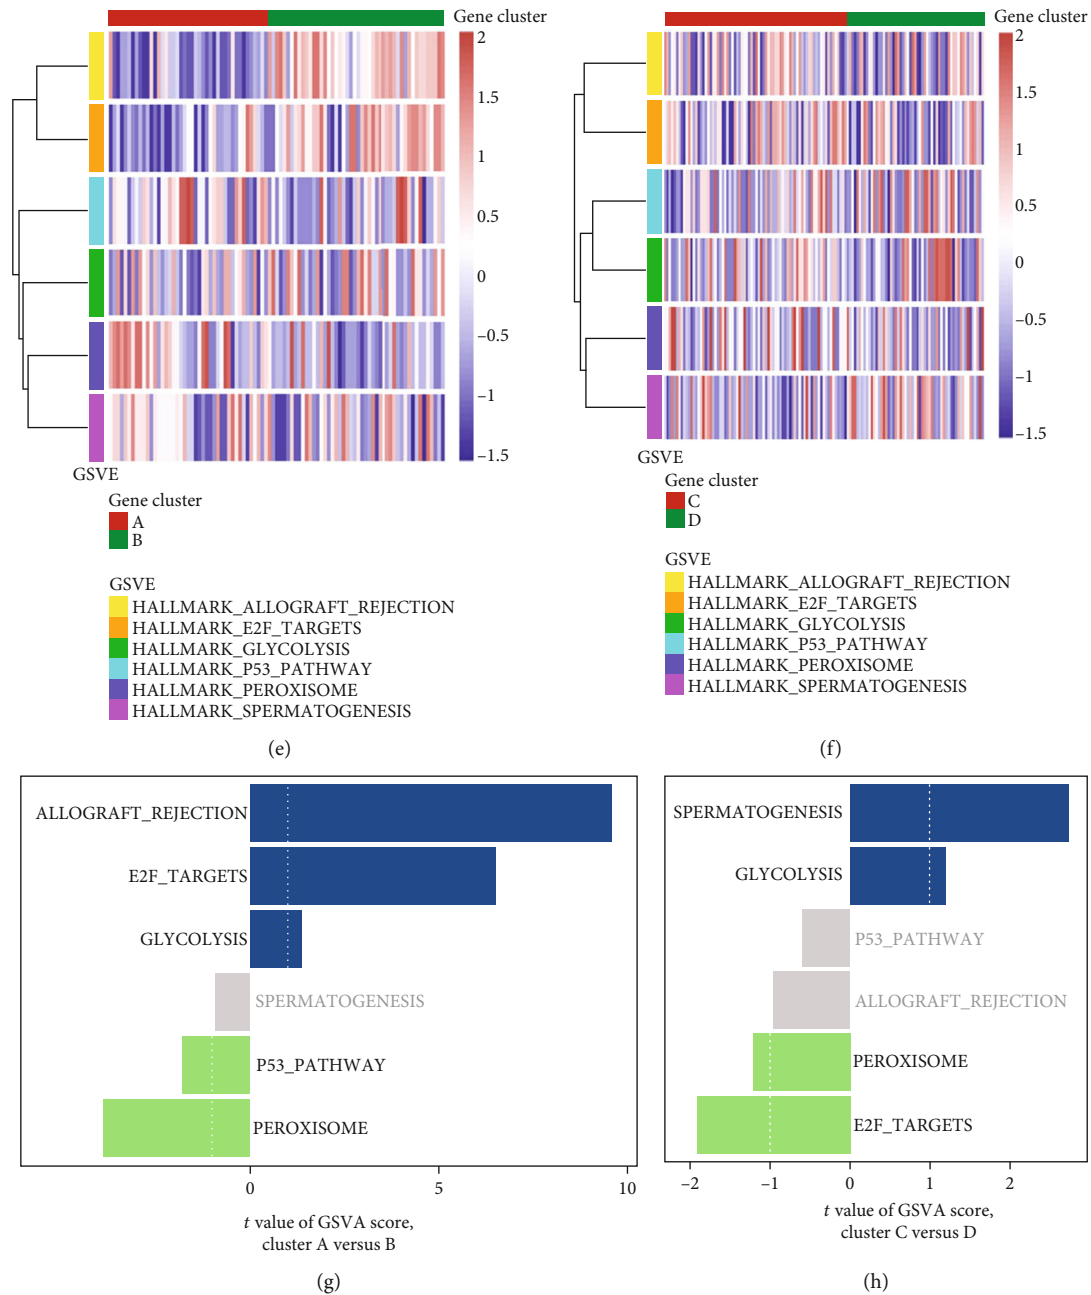 Gene cluster
2
1.5
1
0.5
0
−0.5
−1
−1.5
GSVE
Gene cluster
A
B
GSVE
HALLMARK_ALLOGRAFT_REJECTION
HALLMARK_E2F_TARGETS
HALLMARK_GLYCOLYSIS
HALLMARK_P53_PATHWAY
HALLMARK_PEROXISOME
HALLMARK_SPERMATOGENESIS
(e)
Gene cluster
2
1.5
1
0.5
0
−0.5
−1
−1.5
GSVE
Gene cluster
C
D
GSVE
HALLMARK_ALLOGRAFT_REJECTION
HALLMARK_E2F_TARGETS
HALLMARK_GLYCOLYSIS
HALLMARK_P53_PATHWAY
HALLMARK_PEROXISOME
HALLMARK_SPERMATOGENESIS
(f)
ALLOGRAFT_REJECTION
E2F_TARGETS
GLYCOLYSIS
SPERMATOGENESIS
P53_PATHWAY
PEROXISOME
0 5 10
t value of GSVA score,
cluster A versus B
(g)
SPERMATOGENESIS
GLYCOLYSIS
P53_PATHWAY
ALLOGRAFT_REJECTION
PEROXISOME
E2F_TARGETS
−2 −1 0 1 2
t value of GSVA score,
cluster C versus D
(h)